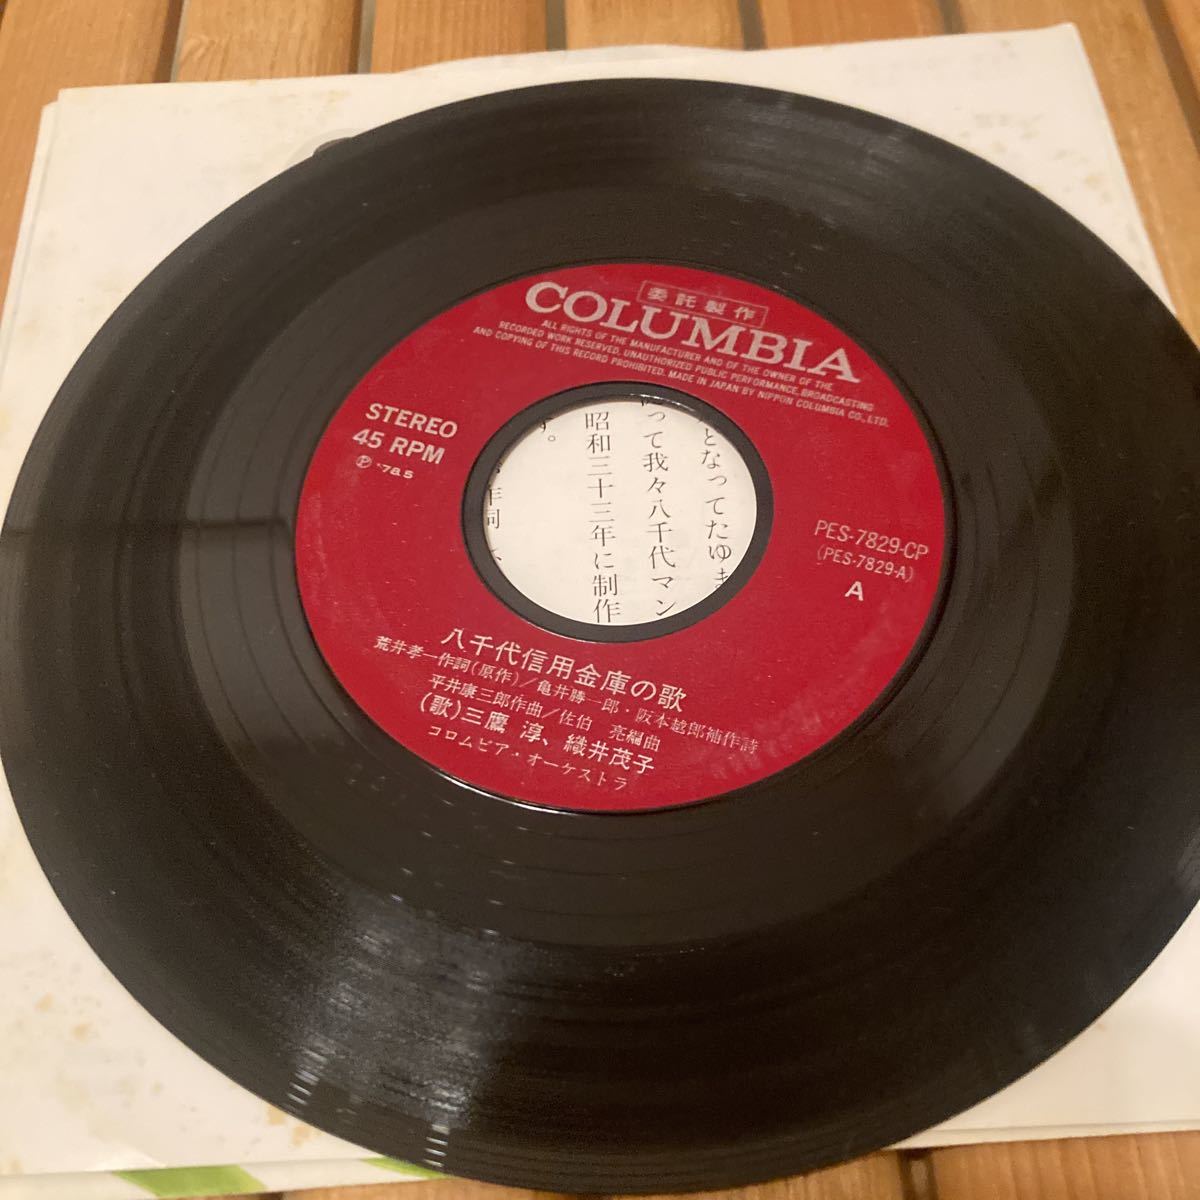 委託製作
COLUMBIA
ALL RIGHTS OF THE MANUFACTURER AND OF THE OWNER OF THE
RECORDED WORK RESERVED. UNAUTHORIZED PUBLIC PERFORMANCE, BROADCASTING
AND COPYING OF THIS RECORD PROHIBITED. MADE IN JAPAN BY NIPPON COLUMBIA CO., LTD.
STEREO
45 RPM
Ⓟ '78.5
PES-7829-CP
(PES-7829-A)
A
となってたゆま
って我々八千代マン
昭和三十三年に制作
す。
作詞
八千代信用金庫の歌
荒井孝一作詞(原作)/亀井勝一郎・阪本越郎補作詩
平井康三郎作曲/佐伯 亮編曲
(歌)三鷹 淳、織井茂子
コロムビア・オーケストラ